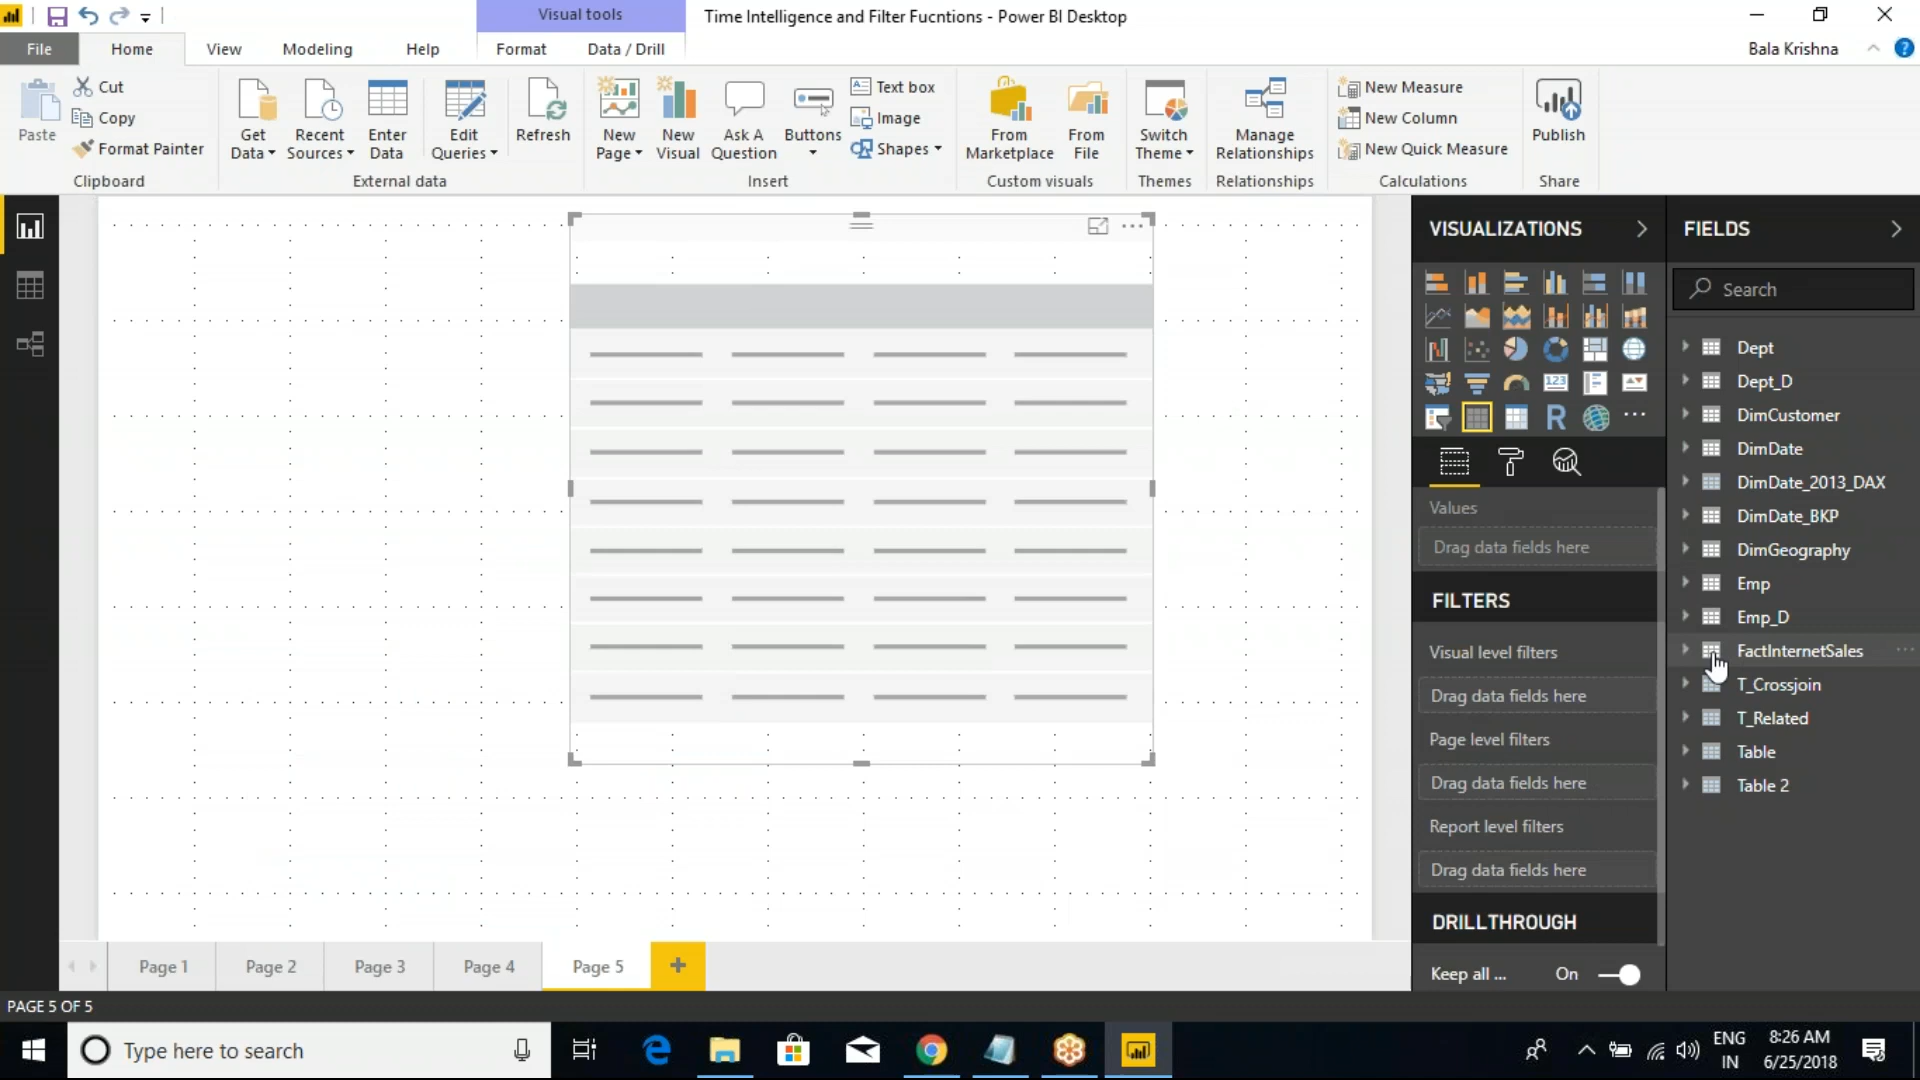 Visual tools
Time Intelligence and Filter Fucntions - Power BI Desktop
File
Home
View
Modeling
Help
Format
Data / Drill
Bala Krishna
?
Paste
Cut
Copy
Format Painter
Clipboard
Get
Data
Recent
Sources
Enter
Data
Edit
Queries
Refresh
External data
New
Page
New
Visual
Ask A
Question
Buttons
Text box
Image
Shapes
Insert
From
Marketplace
From
File
Custom visuals
Switch
Theme
Themes
Manage
Relationships
Relationships
New Measure
New Column
New Quick Measure
Calculations
Publish
Share
VISUALIZATIONS
123
R
Values
Drag data fields here
FILTERS
Visual level filters
Drag data fields here
Page level filters
Drag data fields here
Report level filters
Drag data fields here
DRILLTHROUGH
Keep all ...
On
FIELDS
Search
Dept
Dept_D
DimCustomer
DimDate
DimDate_2013_DAX
DimDate_BKP
DimGeography
Emp
Emp_D
FactInternetSales
T_Crossjoin
T_Related
Table
Table 2
Page 1
Page 2
Page 3
Page 4
Page 5
+
PAGE 5 OF 5
Type here to search
ENG
IN
8:26 AM
6/25/2018